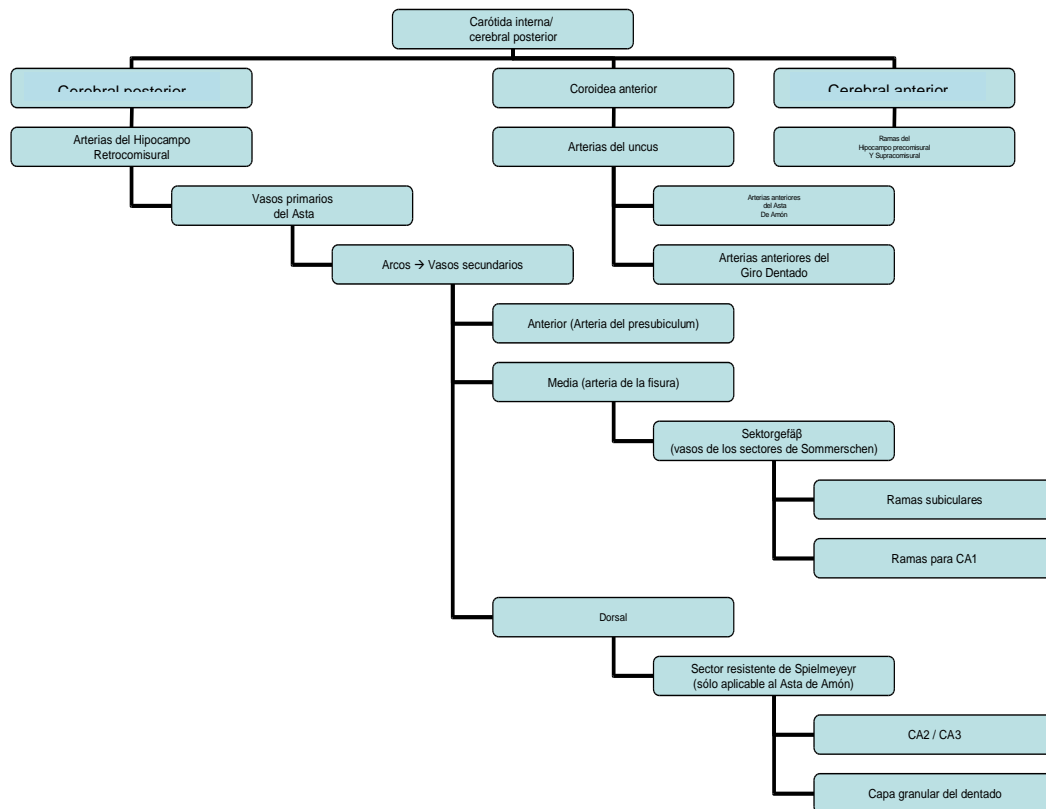 Carótida interna/
cerebral posterior
Cerebral posterior
Coroidea anterior
Cerebral anterior
Arterias del Hipocampo
Retrocomisural
Arterias del uncus
Ramas del
Hipocampo precomisural
Y Supracomisural
Vasos primarios
del Asta
Arterias anteriores
del Asta
De Amón
Arcos → Vasos secundarios
Arterias anteriores del
Giro Dentado
Anterior (Arteria del presubiculum)
Media (arteria de la fisura)
Sektorgefäβ
(vasos de los sectores de Sommerschen)
Ramas subiculares
Ramas para CA1
Dorsal
Sector resistente de Spielmeyeyr
(sólo aplicable al Asta de Amón)
CA2 / CA3
Capa granular del dentado